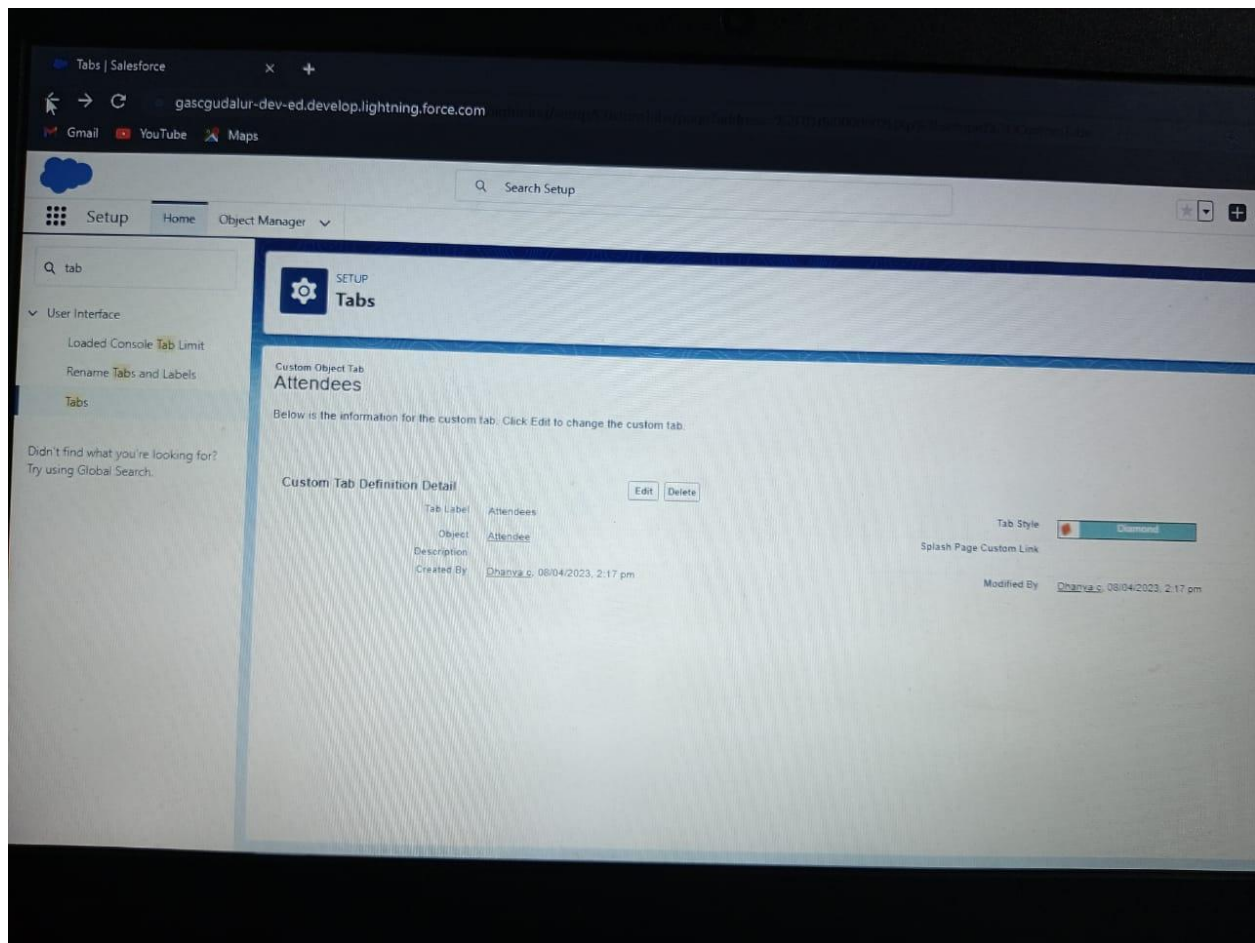 Tabs | Salesforce
gascgudalur-dev-ed.develop.lightning.force.com
Gmail YouTube Maps
Search Setup
Setup Home Object Manager
tab
User Interface
Loaded Console Tab Limit
Rename Tabs and Labels
Tabs
Didn't find what you're looking for?
Try using Global Search.
SETUP
Tabs
Custom Object Tab
Attendees
Below is the information for the custom tab. Click Edit to change the custom tab.
Custom Tab Definition Detail Edit Delete
Tab Label Attendees
Object Attendee
Description
Created By Dhanya c, 08/04/2023, 2:17 pm
Tab Style Diamond
Splash Page Custom Link
Modified By Dhanya c, 08/04/2023, 2:17 pm